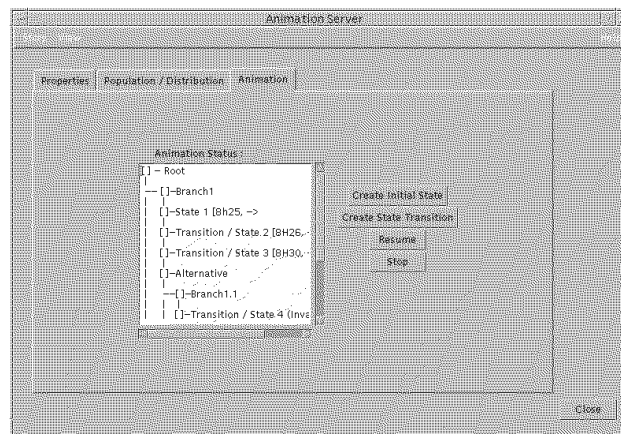 Animation Server
Properties Population / Distribution Animation
Animation Status :
[] - Root
[]-Branch1
[]-State 1 [8h25, ->
[]-Transition / State 2 [8H26,
[]-Transition / State 3 [8H30,
[]-Alternative
--[]-Branch1.1
[]-Transition / State 4 (Inva
Create Initial State
Create State Transition
Resume
Stop
Close